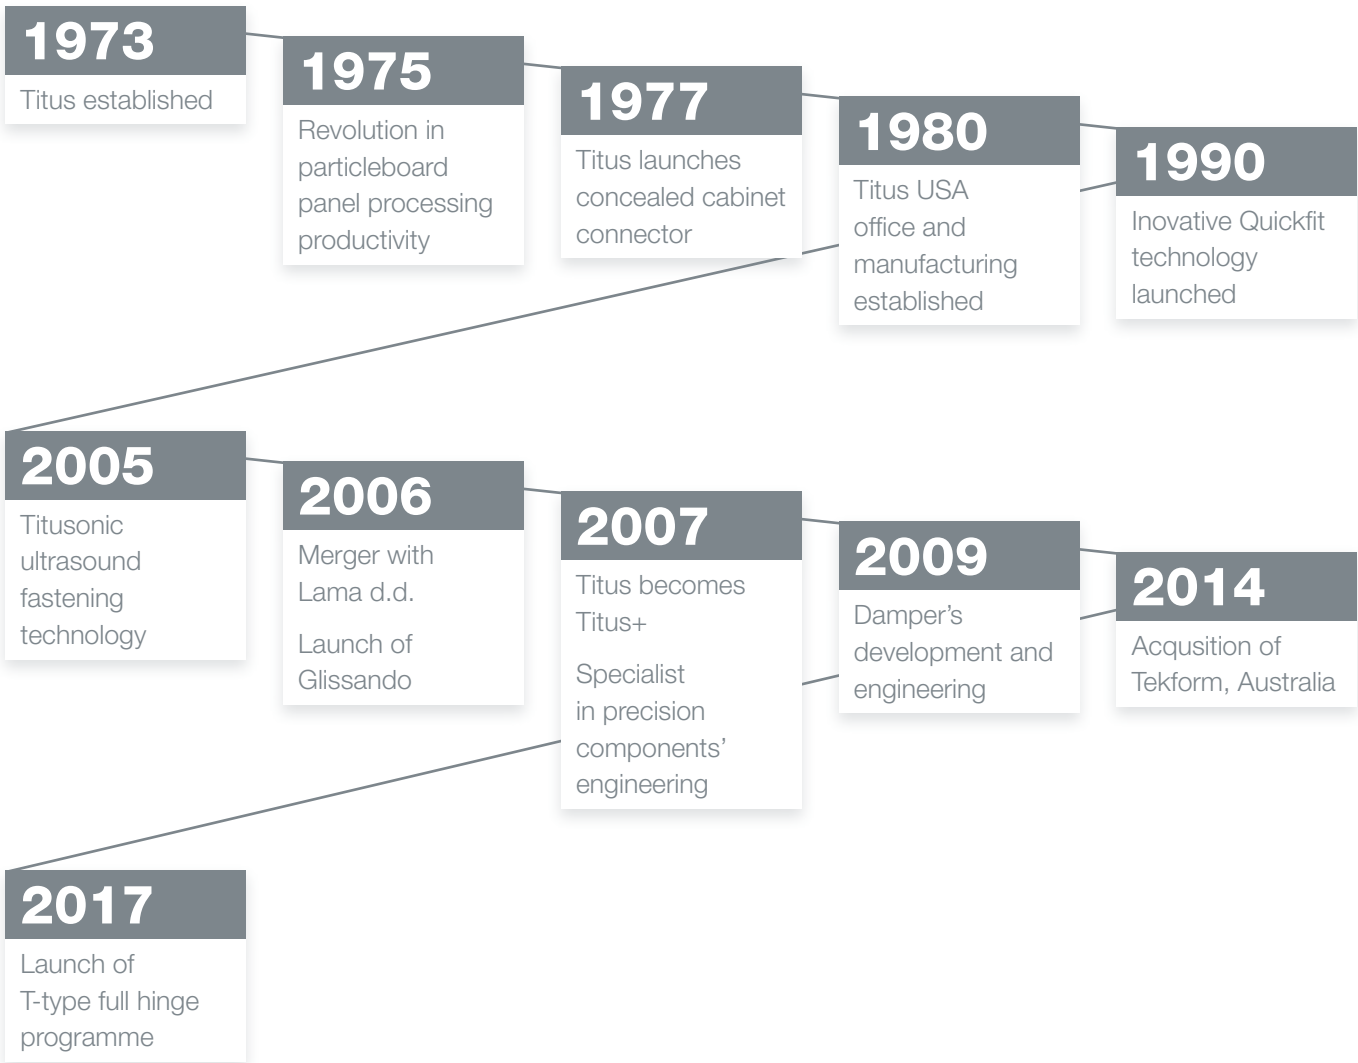 1973
Titus established
1975
Revolution in
particleboard
panel processing
productivity
1977
Titus launches
concealed cabinet
connector
1980
Titus USA
office and
manufacturing
established
1990
Inovative Quickfit
technology
launched
2005
Titusonic
ultrasound
fastening
technology
2006
Merger with
Lama d.d.
Launch of
Glissando
2007
Titus becomes
Titus+
Specialist
in precision
components’
engineering
2009
Damper’s
development and
engineering
2014
Acqusition of
Tekform, Australia
2017
Launch of
T-type full hinge
programme